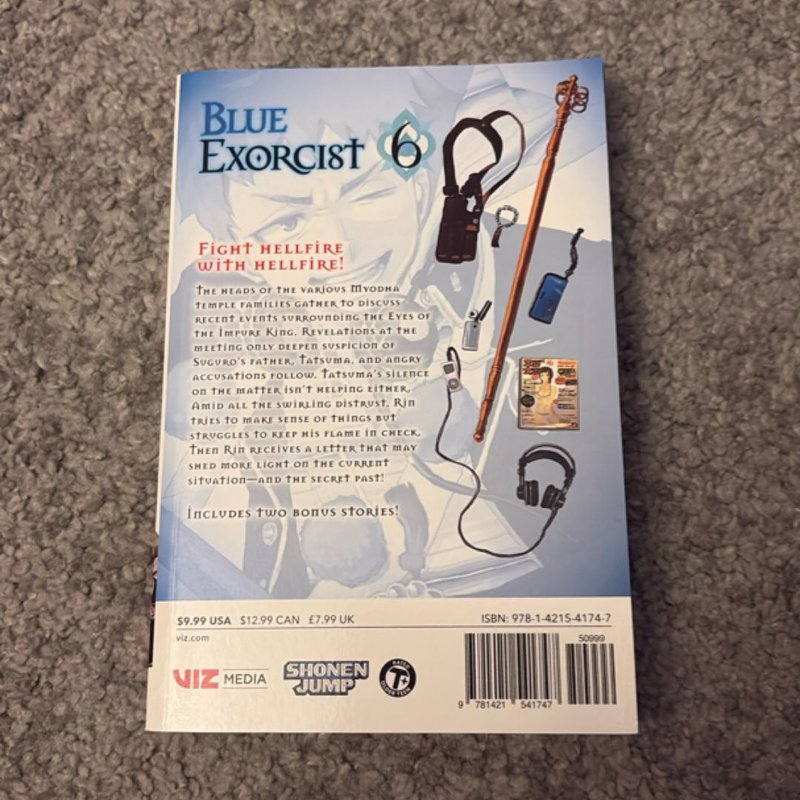 BLUE
EXORCIST 6
FIGHT HELLFIRE
WITH HELLFIRE!
THE HEADS OF THE VARIOUS MYODHA
TEMPLE FAMILIES GATHER TO DISCUSS
RECENT EVENTS SURROUNDING THE EYES OF
THE IMPURE KING. REVELATIONS AT THE
MEETING ONLY DEEPEN SUSPICION OF
SUGURO'S FATHER, TATSUMA, AND ANGRY
ACCUSATIONS FOLLOW. TATSUMA'S SILENCE
ON THE MATTER ISN'T HELPING EITHER.
AMID ALL THE SWIRLING DISTRUST, RIN
TRIES TO MAKE SENSE OF THINGS BUT
STRUGGLES TO KEEP HIS FLAME IN CHECK.
THEN RIN RECEIVES A LETTER THAT MAY
SHED MORE LIGHT ON THE CURRENT
SITUATION—AND THE SECRET PAST!
INCLUDES TWO BONUS STORIES!
$9.99 USA $12.99 CAN £7.99 UK
viz.com
ISBN: 978-1-4215-4174-7
50999
VIZ MEDIA
SHONEN
JUMP
RATED
T+
OLDER TEEN
9 781421 541747